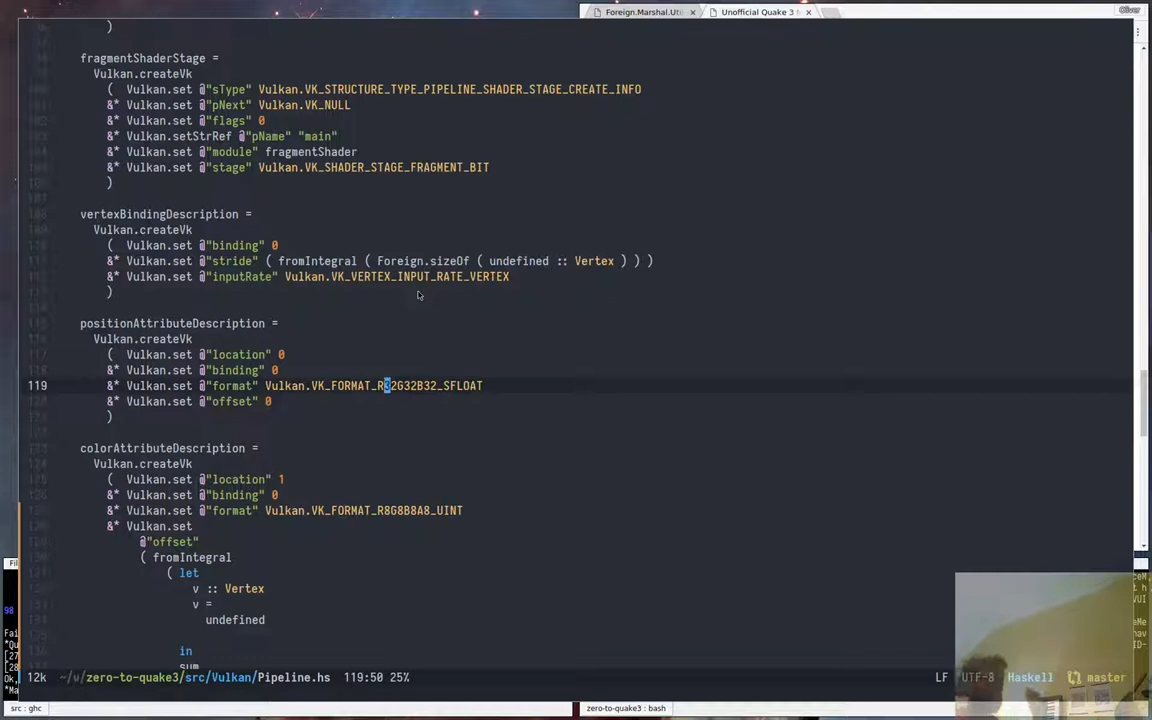 Foreign.Marshal.Uti ×
Unofficial Quake 3 ×
Oliver
)
fragmentShaderStage =
Vulkan.createVk
( Vulkan.set @"sType" Vulkan.VK_STRUCTURE_TYPE_PIPELINE_SHADER_STAGE_CREATE_INFO
&* Vulkan.set @"pNext" Vulkan.VK_NULL
&* Vulkan.set @"flags" 0
&* Vulkan.setStrRef @"pName" "main"
&* Vulkan.set @"module" fragmentShader
&* Vulkan.set @"stage" Vulkan.VK_SHADER_STAGE_FRAGMENT_BIT
)
vertexBindingDescription =
Vulkan.createVk
( Vulkan.set @"binding" 0
&* Vulkan.set @"stride" ( fromIntegral ( Foreign.sizeOf ( undefined :: Vertex ) ) )
&* Vulkan.set @"inputRate" Vulkan.VK_VERTEX_INPUT_RATE_VERTEX
)
positionAttributeDescription =
Vulkan.createVk
( Vulkan.set @"location" 0
&* Vulkan.set @"binding" 0
119 &* Vulkan.set @"format" Vulkan.VK_FORMAT_R32G32B32_SFLOAT
&* Vulkan.set @"offset" 0
)
colorAttributeDescription =
Vulkan.createVk
( Vulkan.set @"location" 1
&* Vulkan.set @"binding" 0
&* Vulkan.set @"format" Vulkan.VK_FORMAT_R8G8B8A8_UINT
&* Vulkan.set
@"offset"
( fromIntegral
( let
v :: Vertex
v =
undefined
in
sum
12k ~/w/zero-to-quake3/src/Vulkan/Pipeline.hs 119:50 25% LF UTF-8 Haskell master
src : ghc
zero-to-quake3 : bash